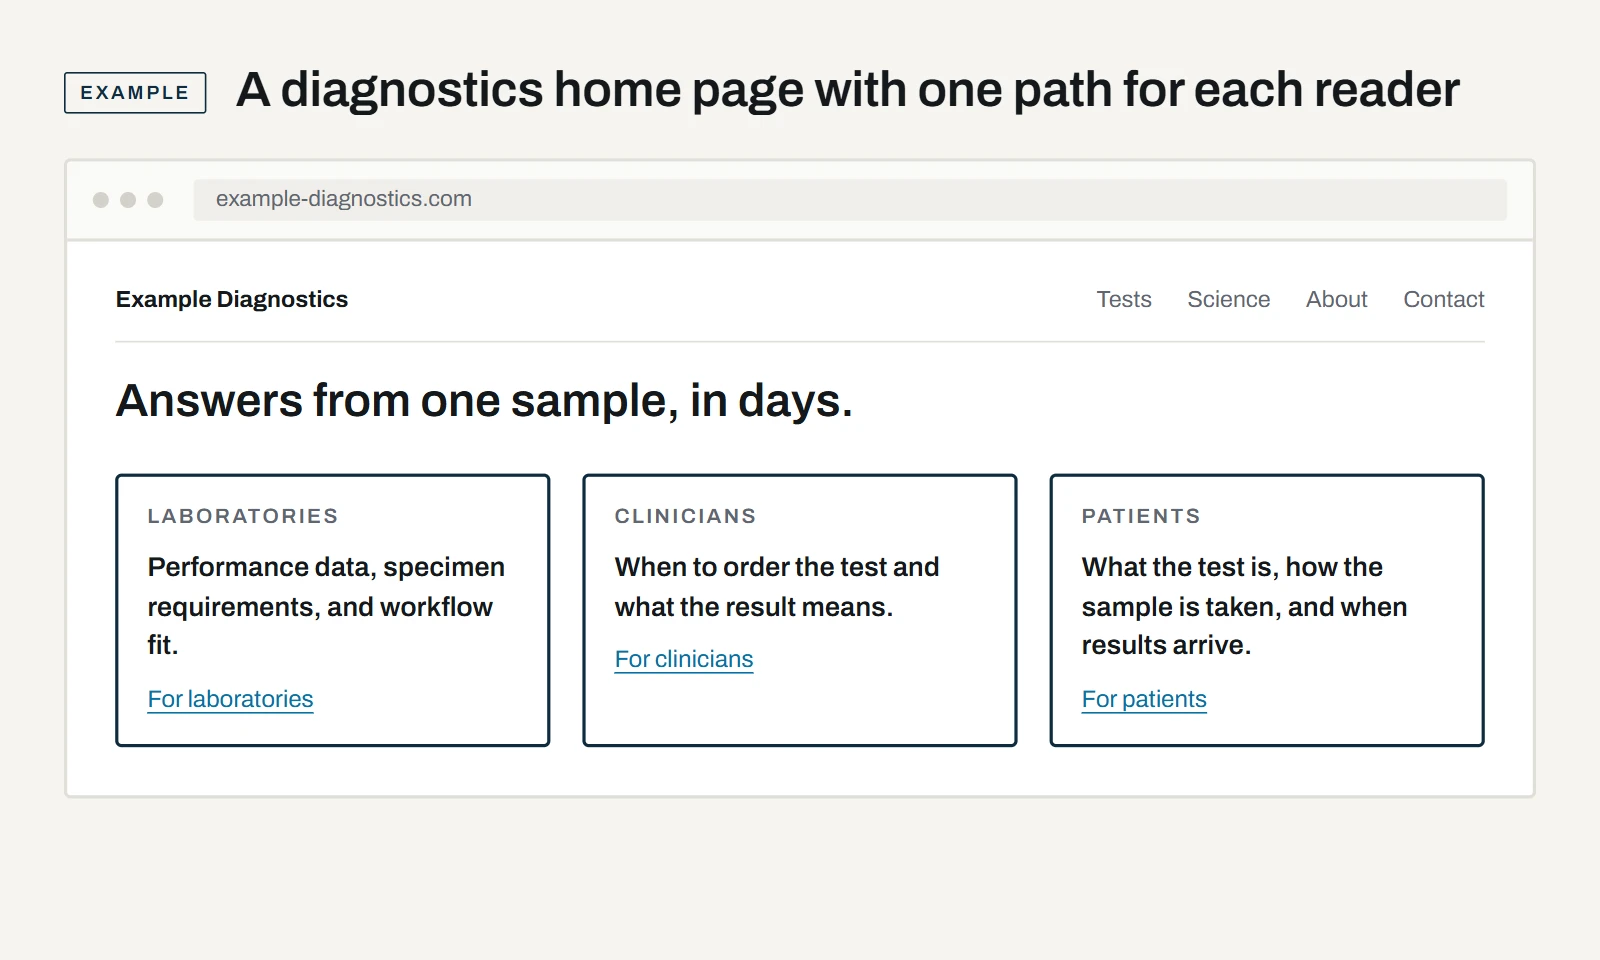 EXAMPLE
A diagnostics home page with one path for each reader
example-diagnostics.com
Example Diagnostics
Tests
Science
About
Contact
Answers from one sample, in days.
LABORATORIES
Performance data, specimen
requirements, and workflow
fit.
For laboratories
CLINICIANS
When to order the test and
what the result means.
For clinicians
PATIENTS
What the test is, how the
sample is taken, and when
results arrive.
For patients